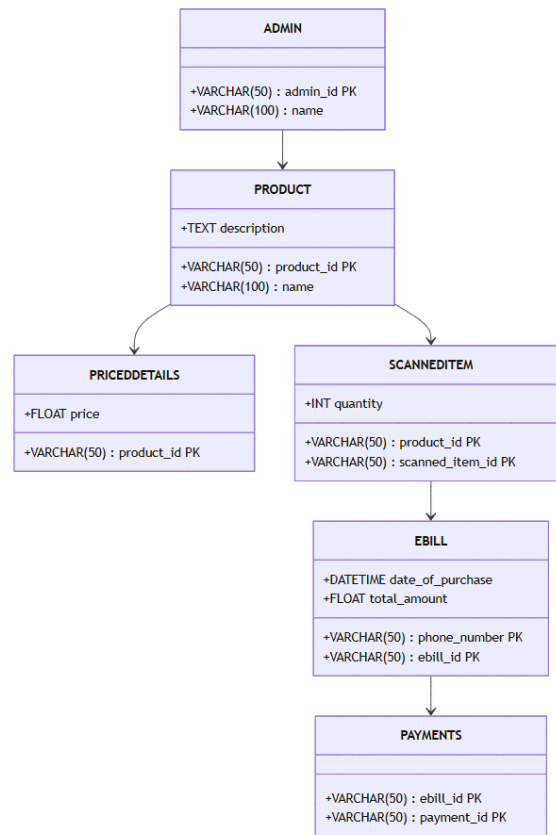 ADMIN
+VARCHAR(50) : admin_id PK
+VARCHAR(100) : name
PRODUCT
+TEXT description
+VARCHAR(50) : product_id PK
+VARCHAR(100) : name
PRICEDDETAILS
+FLOAT price
+VARCHAR(50) : product_id PK
SCANNEDITEM
+INT quantity
+VARCHAR(50) : product_id PK
+VARCHAR(50) : scanned_item_id PK
EBILL
+DATETIME date_of_purchase
+FLOAT total_amount
+VARCHAR(50) : phone_number PK
+VARCHAR(50) : ebill_id PK
PAYMENTS
+VARCHAR(50) : ebill_id PK
+VARCHAR(50) : payment_id PK